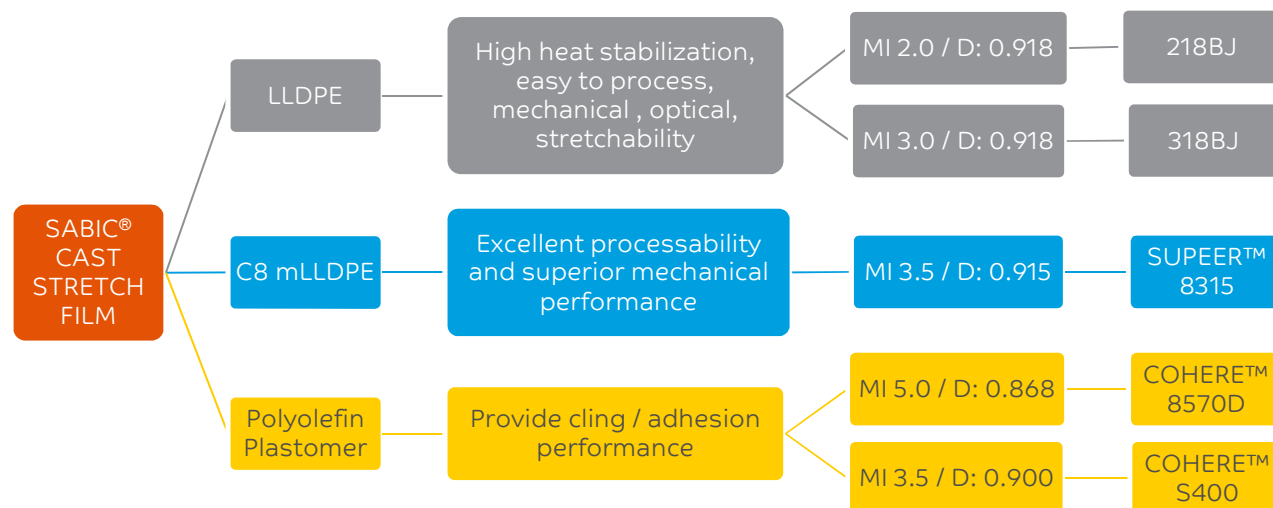 SABIC®
CAST
STRETCH
FILM
LLDPE
High heat stabilization,
easy to process,
mechanical , optical,
stretchability
MI 2.0 / D: 0.918
218BJ
MI 3.0 / D: 0.918
318BJ
C8 mLLDPE
Excellent processability
and superior mechanical
performance
MI 3.5 / D: 0.915
SUPEER™
8315
Polyolefin
Plastomer
Provide cling / adhesion
performance
MI 5.0 / D: 0.868
COHERE™
8570D
MI 3.5 / D: 0.900
COHERE™
S400